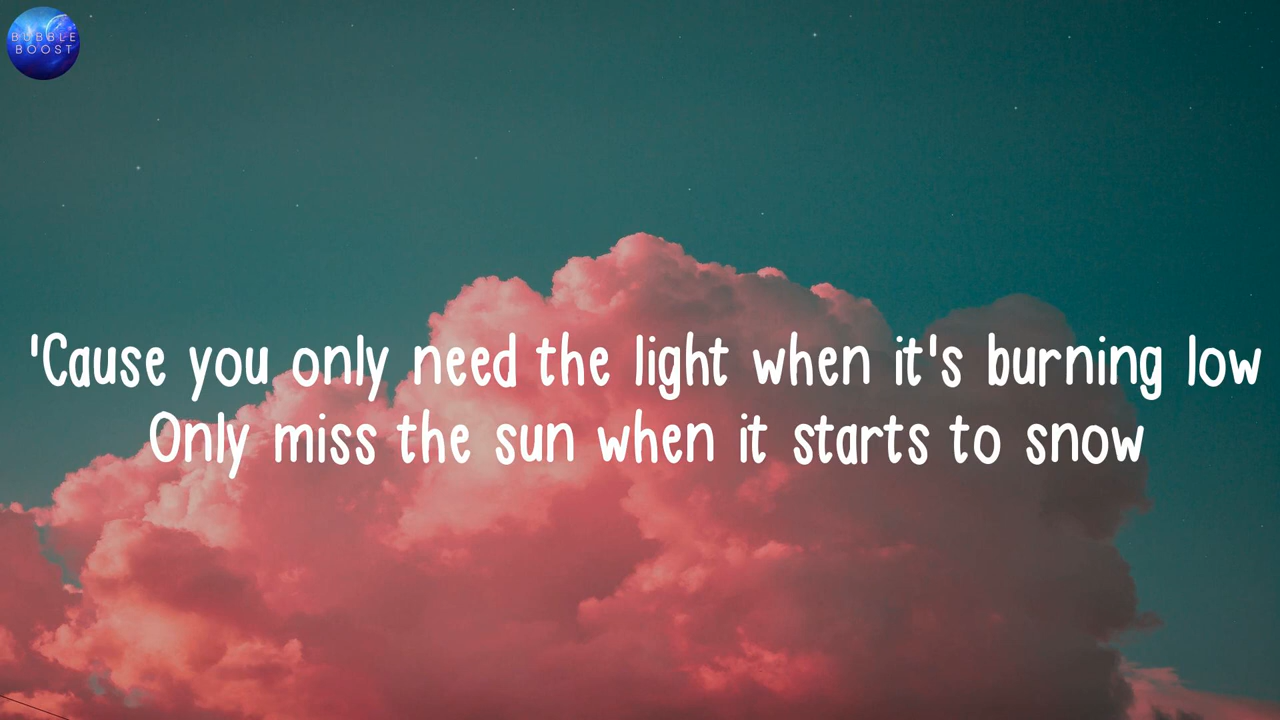 BUBBLE
BOOST
'Cause you only need the light when it's burning low
Only miss the sun when it starts to snow